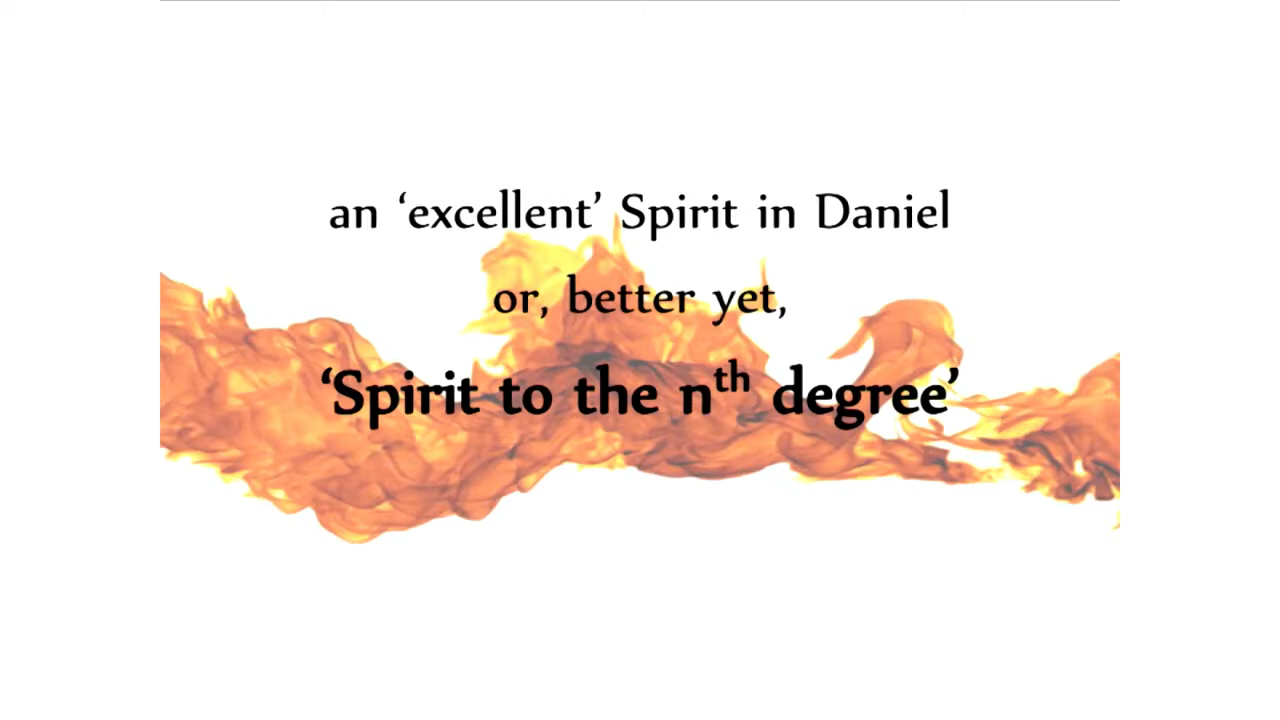 an ‘excellent’ Spirit in Daniel
or, better yet,
‘Spirit to the nth degree’